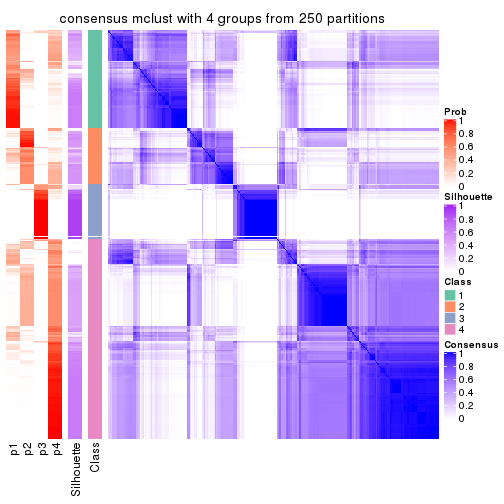 consensus mclust with 4 groups from 250 partitions
Prob
1
0.8
0.6
0.4
0.2
0
Silhouette
1
0.8
0.6
0.4
0.2
0
Class
1
2
3
4
Consensus
1
0.8
0.6
0.4
0.2
0
p1
p2
p3
p4
Silhouette
Class